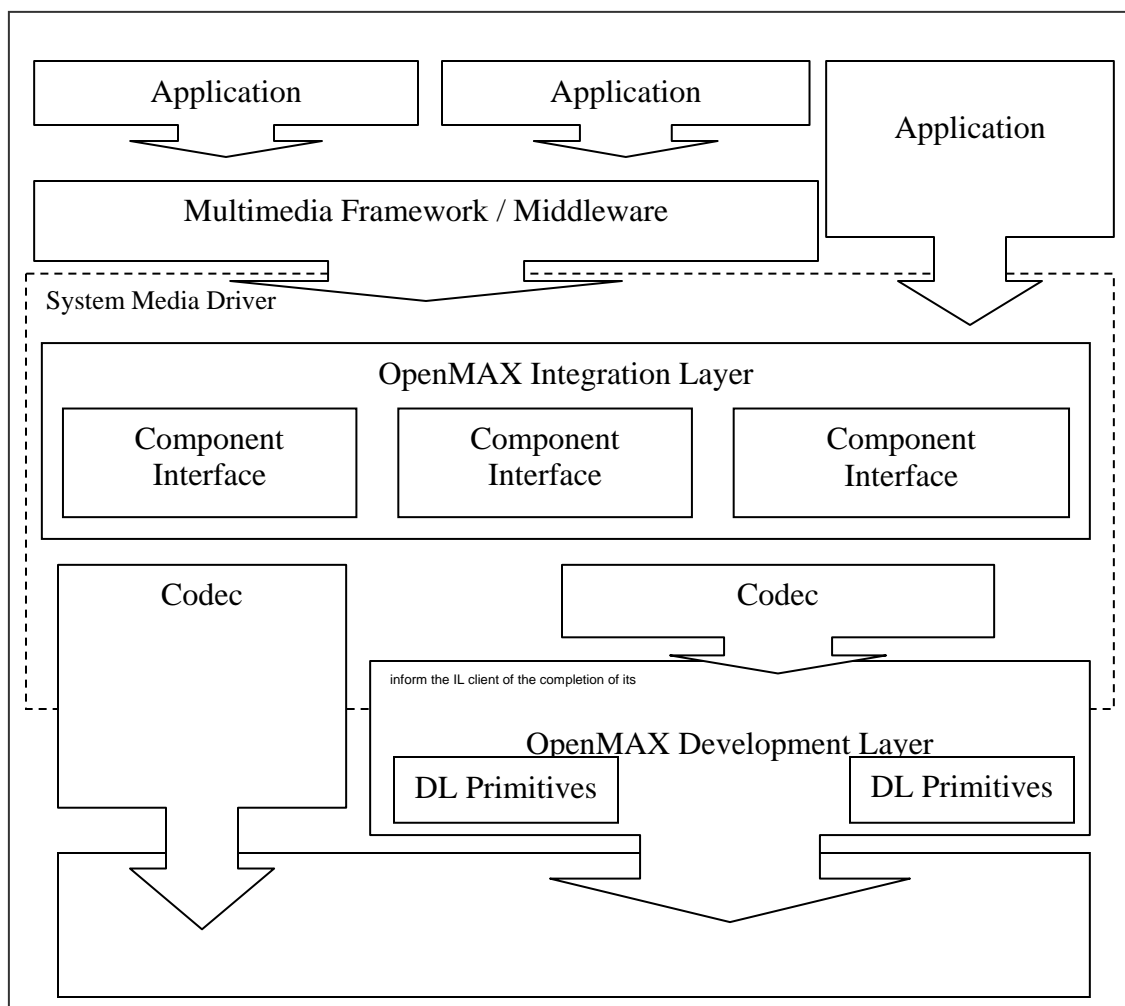 Application
Application
Application
Multimedia Framework / Middleware
System Media Driver
OpenMAX Integration Layer
Component
Interface
Component
Interface
Component
Interface
Codec
Codec
inform the IL client of the completion of its
OpenMAX Development Layer
DL Primitives
DL Primitives